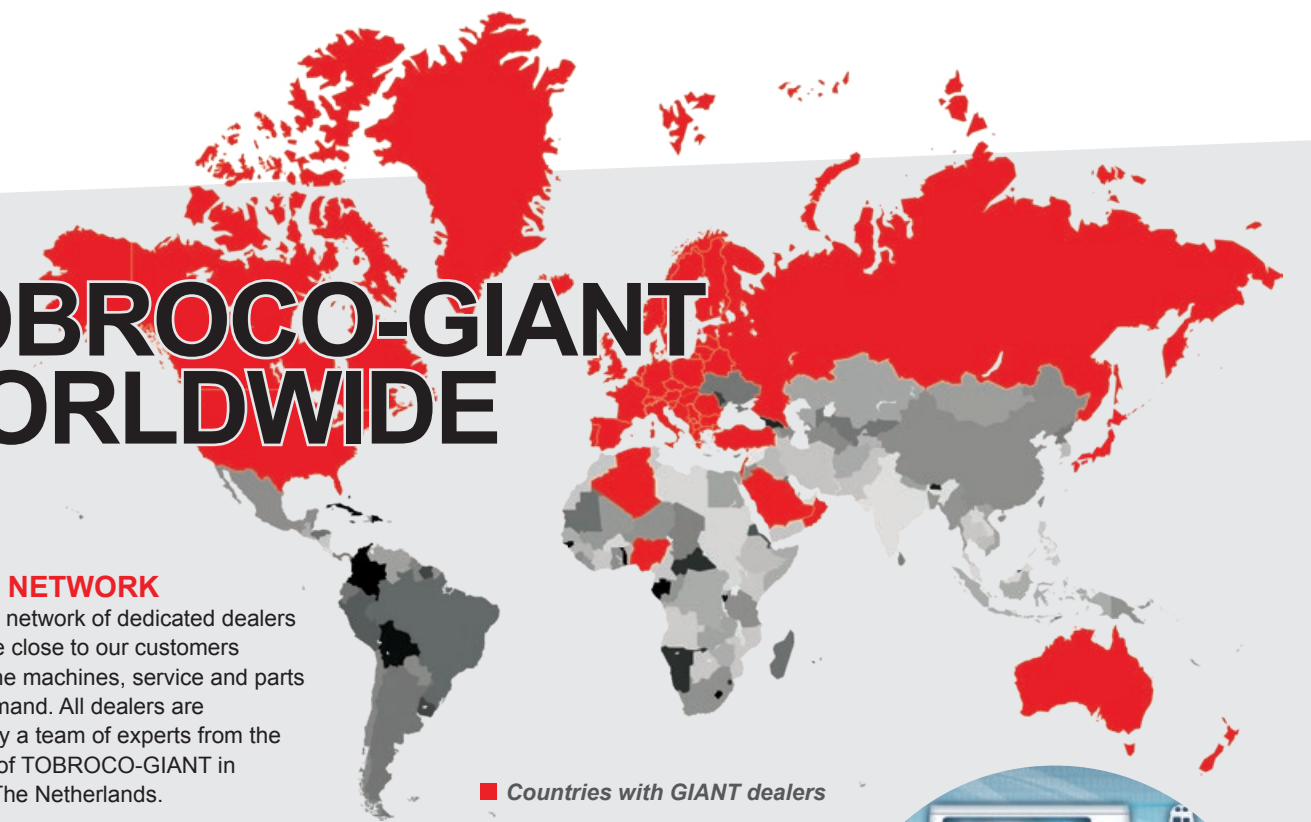 OBROCO-GIANT
ORLDWIDE
NETWORK
network of dedicated dealers
e close to our customers
ne machines, service and parts
mand. All dealers are
y a team of experts from the
of TOBROCO-GIANT in
The Netherlands.
Countries with GIANT dealers